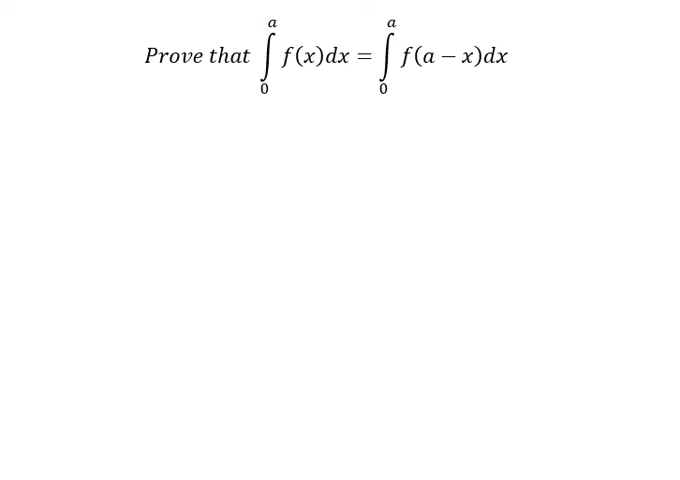 Prove that ∫₀ᵃ f(x)dx = ∫₀ᵃ f(a − x)dx